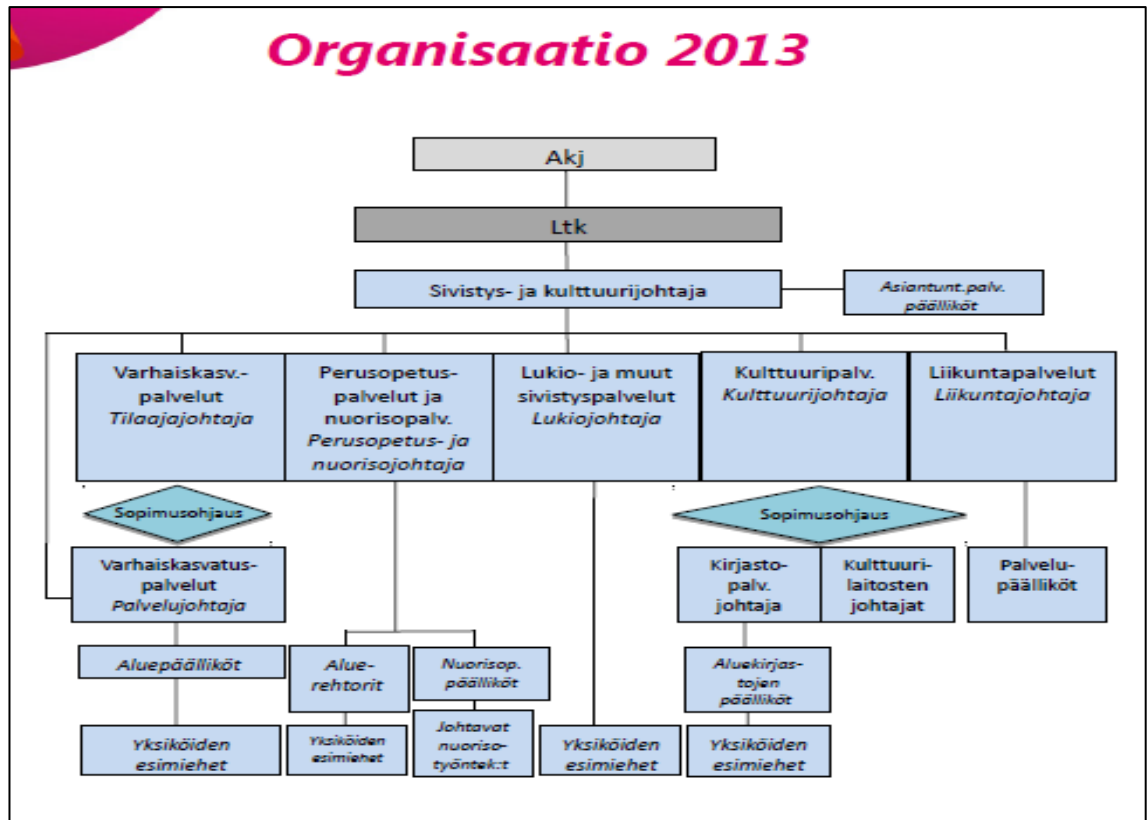 Organisaatio 2013
Akj
Ltk
Sivistys- ja kulttuurijohtaja
Asiantunt.palv.
päälliköt
Varhaiskasv.-
palvelut
Tilaajajohtaja
Perusopetus-
palvelut ja
nuorisopalv.
Perusopetus- ja
nuorisojohtaja
Lukio- ja muut
sivistyspalvelut
Lukiojohtaja
Kulttuuripalv.
Kulttuurijohtaja
Liikuntapalvelut
Liikuntajohtaja
Sopimusohjaus
Sopimusohjaus
Varhaiskasvatus-
palvelut
Palvelujohtaja
Kirjasto-
palv.
johtaja
Kulttuuri-
laitosten
johtajat
Palvelu-
päälliköt
Aluepäälliköt
Alue-
rehtorit
Nuorisop.
päälliköt
Aluekirjas-
tojen
päälliköt
Yksiköiden
esimiehet
Yksiköiden
esimiehet
Johtavat
nuoriso-
työntek:t
Yksiköiden
esimiehet
Yksiköiden
esimiehet